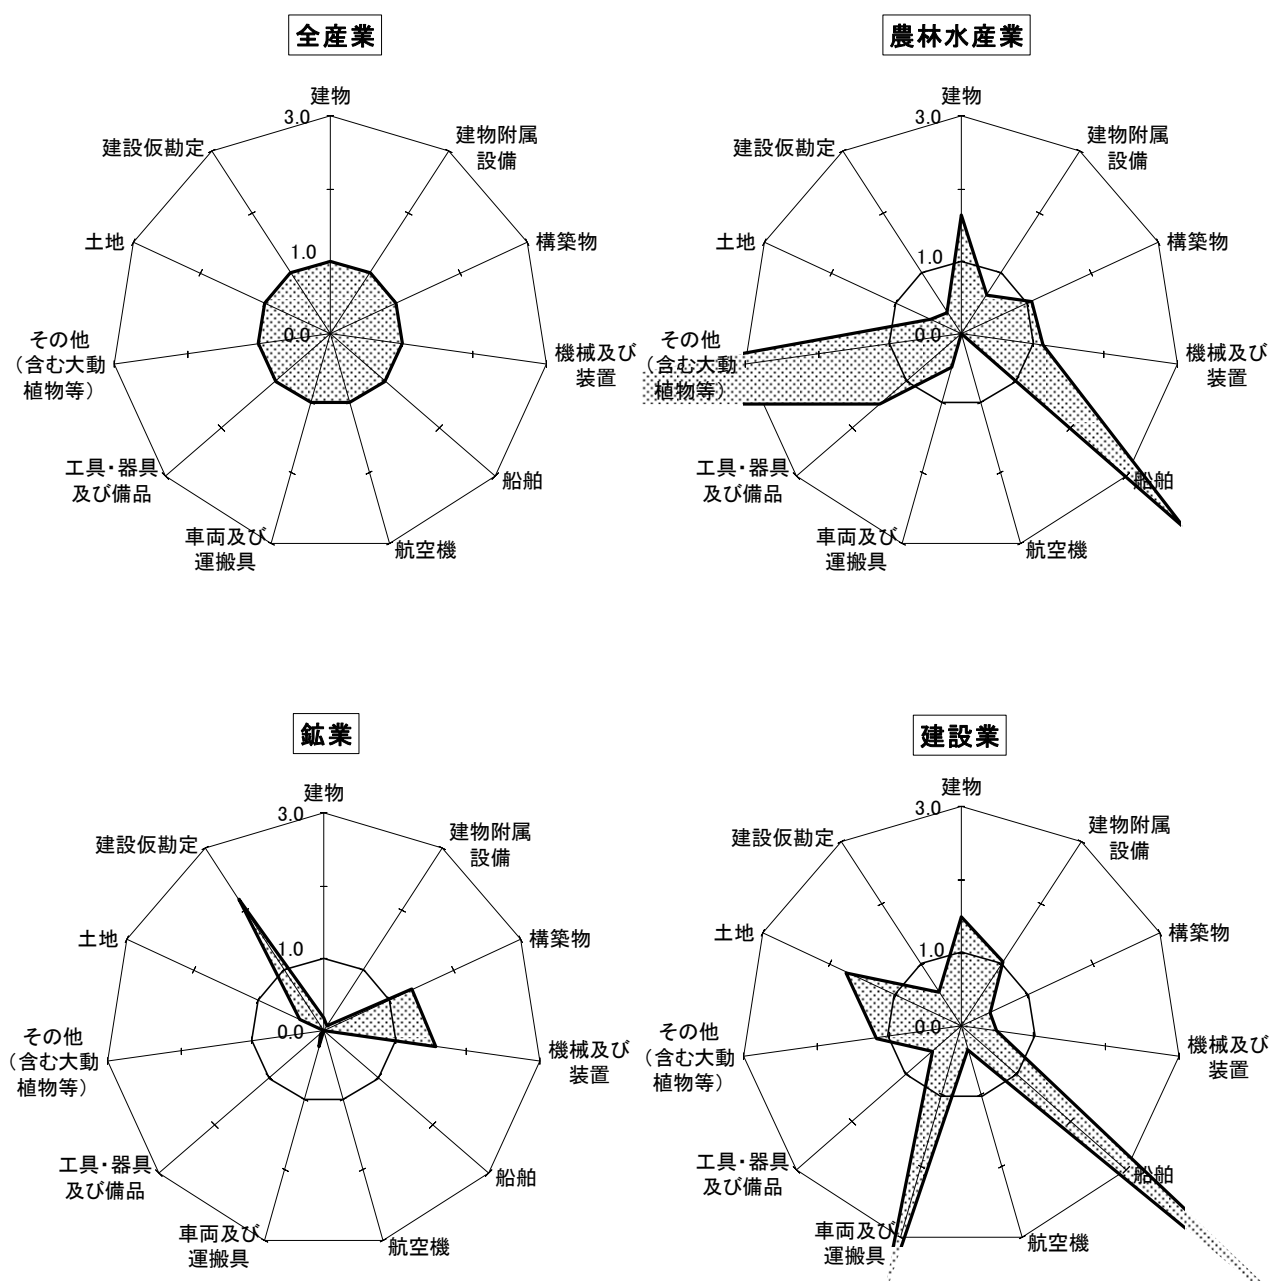 全産業
建物
3.0
建物附属
設備
建設仮勘定
構築物
土地
1.0
0.0
その他
（含む大動
植物等）
機械及び
装置
工具・器具
及び備品
船舶
車両及び
運搬具
航空機
農林水産業
建物
3.0
建物附属
設備
建設仮勘定
構築物
土地
1.0
0.0
その他
（含む大動
植物等）
機械及び
装置
工具・器具
及び備品
船舶
車両及び
運搬具
航空機
鉱業
建物
3.0
建物附属
設備
建設仮勘定
構築物
土地
1.0
0.0
その他
（含む大動
植物等）
機械及び
装置
工具・器具
及び備品
船舶
車両及び
運搬具
航空機
建設業
建物
3.0
建物附属
設備
建設仮勘定
構築物
土地
1.0
0.0
その他
（含む大動
植物等）
機械及び
装置
工具・器具
及び備品
船舶
車両及び
運搬具
航空機